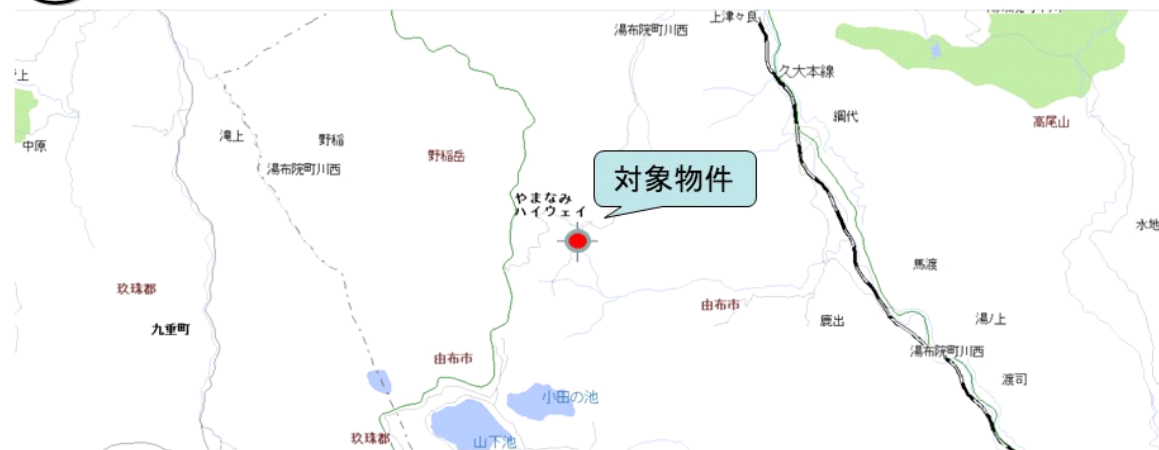 上津々良
湯布院町川西
久大本線
上
綱代
高尾山
滝上
野稲
中原
野稲岳
湯布院町川西
対象物件
やまなみ
ハイウェイ
水地
馬渡
玖珠郡
由布市
九重町
鹿出
湯ノ上
湯布院町川西
由布市
渡司
小田の池
玖珠郡
山下池